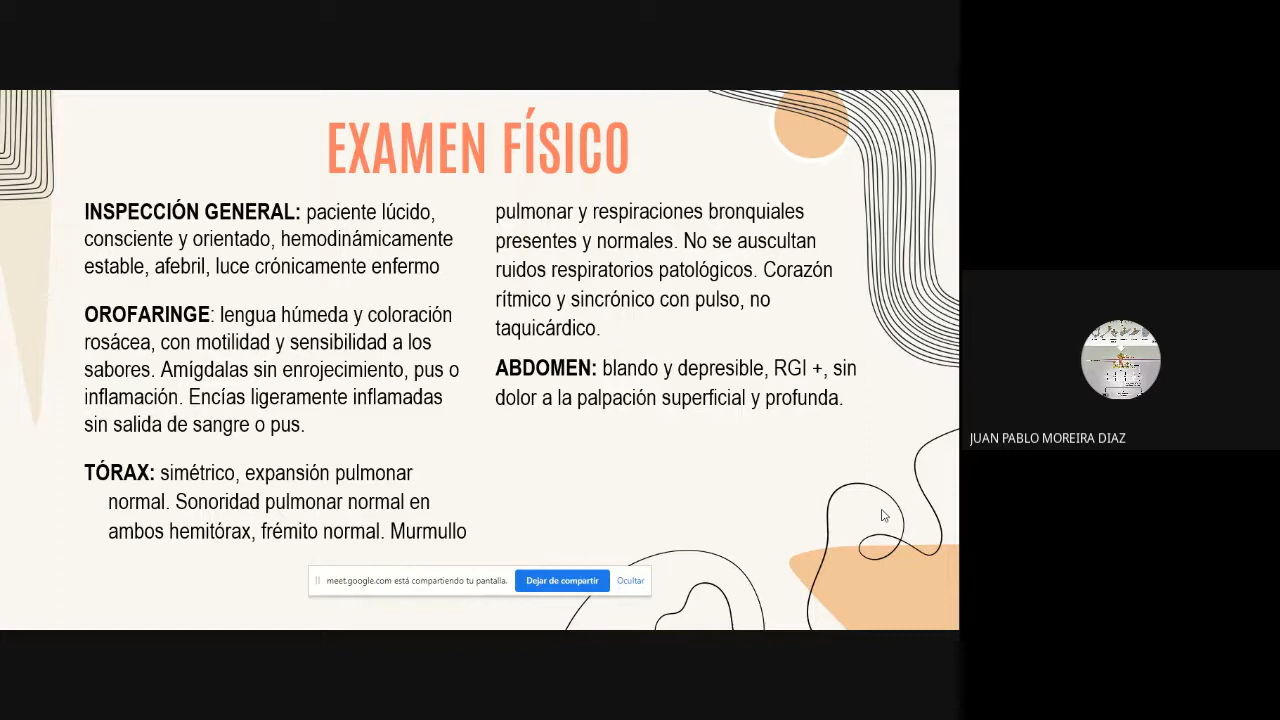 EXAMEN FÍSICO
INSPECCIÓN GENERAL: paciente lúcido,
consciente y orientado, hemodinámicamente
estable, afebril, luce crónicamente enfermo
OROFARINGE: lengua húmeda y coloración
rosácea, con motilidad y sensibilidad a los
sabores. Amígdalas sin enrojecimiento, pus o
inflamación. Encías ligeramente inflamadas
sin salida de sangre o pus.
TÓRAX: simétrico, expansión pulmonar
normal. Sonoridad pulmonar normal en
ambos hemitórax, frémito normal. Murmullo
pulmonar y respiraciones bronquiales
presentes y normales. No se auscultan
ruidos respiratorios patológicos. Corazón
rítmico y sincrónico con pulso, no
taquicárdico.
ABDOMEN: blando y depresible, RGI +, sin
dolor a la palpación superficial y profunda.
meet.google.com está compartiendo tu pantalla.
Dejar de compartir
Ocultar
JUAN PABLO MOREIRA DIAZ